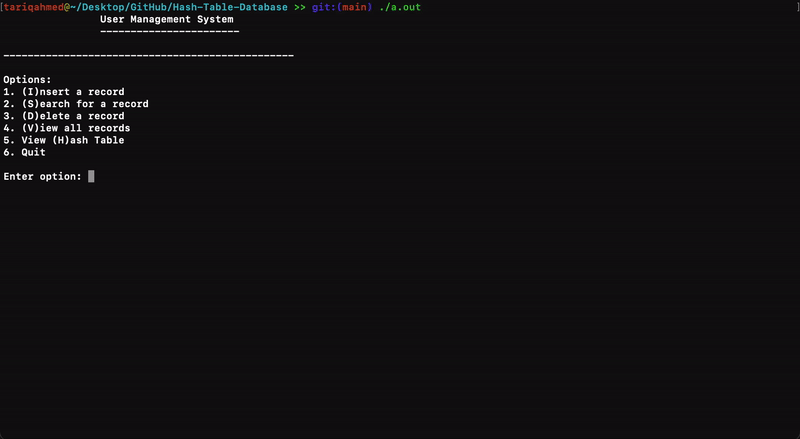 [tariqahmed@~/Desktop/GitHub/Hash-Table-Database >> git:(main) ./a.out ]
User Management System
-----------------------
------------------------------------------------
Options:
1. (I)nsert a record
2. (S)earch for a record
3. (D)elete a record
4. (V)iew all records
5. View (H)ash Table
6. Quit
Enter option: